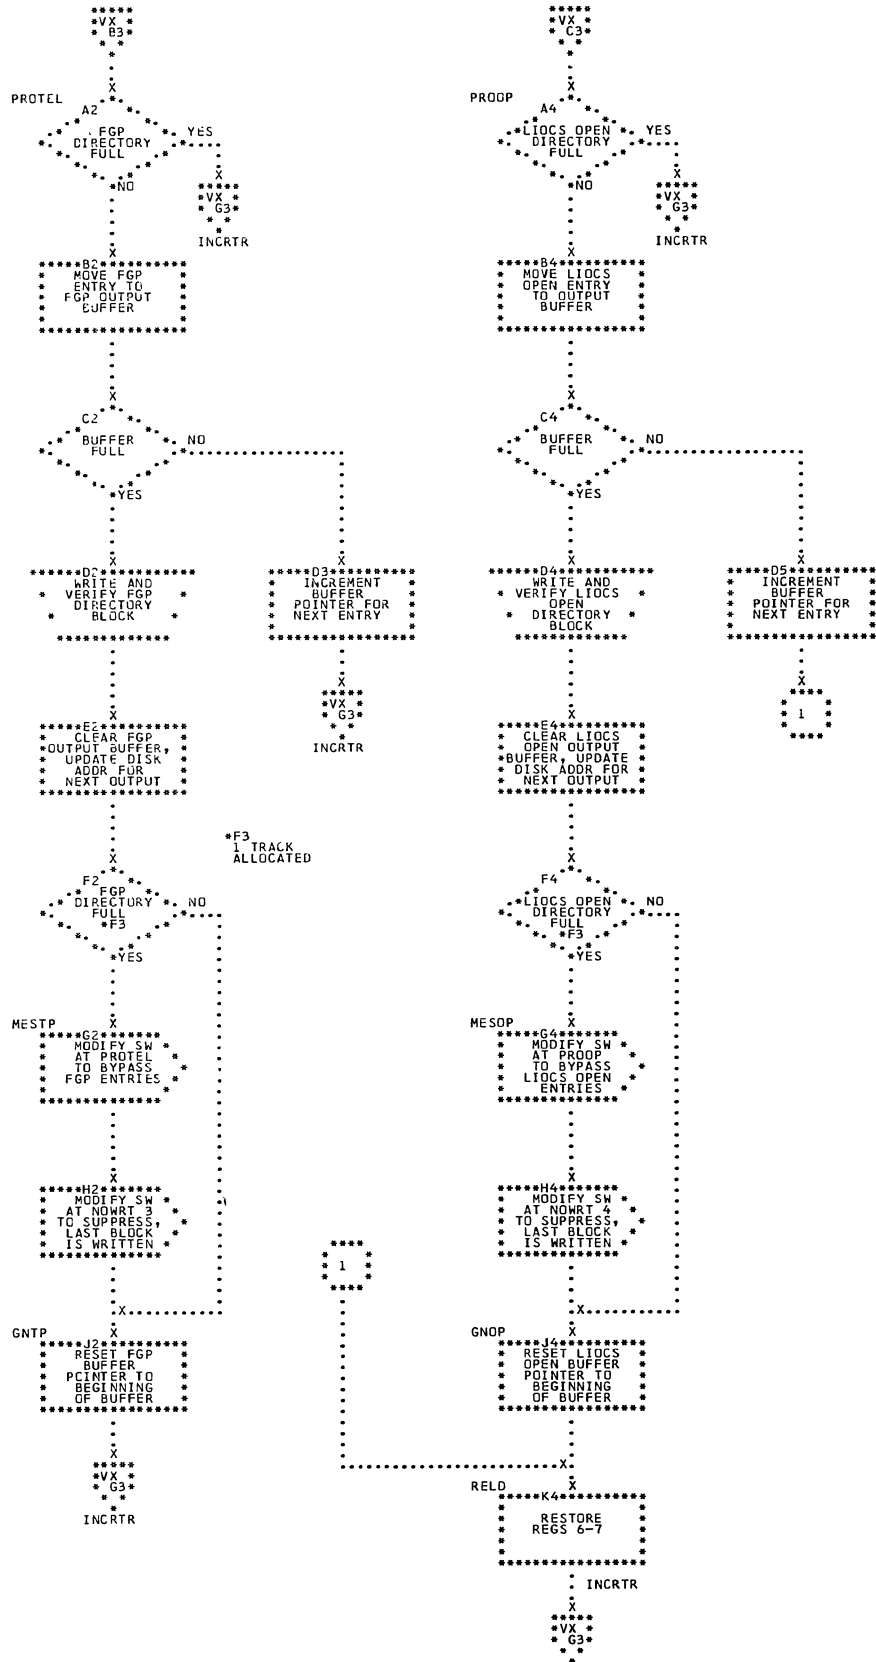 VX
B3
PROTEL
A2
FGP
DIRECTORY
FULL
YES
NO
VX
G3
INCRTR
B2
MOVE FGP
ENTRY TO
FGP OUTPUT
BUFFER
C2
BUFFER
FULL
NO
YES
D2
WRITE AND
VERIFY FGP
DIRECTORY
BLOCK
D3
INCREMENT
BUFFER
POINTER FOR
NEXT ENTRY
VX
G3
INCRTR
E2
CLEAR FGP
OUTPUT BUFFER,
UPDATE DISK
ADDR FOR
NEXT OUTPUT
*F3
1 TRACK
ALLOCATED
F2
FGP
DIRECTORY
FULL
*F3
NO
YES
MESTP
G2
MODIFY SW
AT PROTEL
TO BYPASS
FGP ENTRIES
H2
MODIFY SW
AT NOWRT 3
TO SUPPRESS,
LAST BLOCK
IS WRITTEN
GNTP
J2
RESET FGP
BUFFER
POINTER TO
BEGINNING
OF BUFFER
VX
G3
INCRTR
VX
C3
PROOP
A4
LIOCS OPEN
DIRECTORY
FULL
YES
NO
VX
G3
INCRTR
B4
MOVE LIOCS
OPEN ENTRY
TO OUTPUT
BUFFER
C4
BUFFER
FULL
NO
YES
D4
WRITE AND
VERIFY LIOCS
OPEN
DIRECTORY
BLOCK
D5
INCREMENT
BUFFER
POINTER FOR
NEXT ENTRY
1
E4
CLEAR LIOCS
OPEN OUTPUT
BUFFER, UPDATE
DISK ADDR FOR
NEXT OUTPUT
F4
LIOCS OPEN
DIRECTORY
FULL
*F3
NO
YES
MESOP
G4
MODIFY SW
AT PROOP
TO BYPASS
LIOCS OPEN
ENTRIES
H4
MODIFY SW
AT NOWRT 4
TO SUPPRESS,
LAST BLOCK
IS WRITTEN
1
GNOP
J4
RESET LIOCS
OPEN BUFFER
POINTER TO
BEGINNING
OF BUFFER
RELD
K4
RESTORE
REGS 6-7
INCRTR
VX
G3